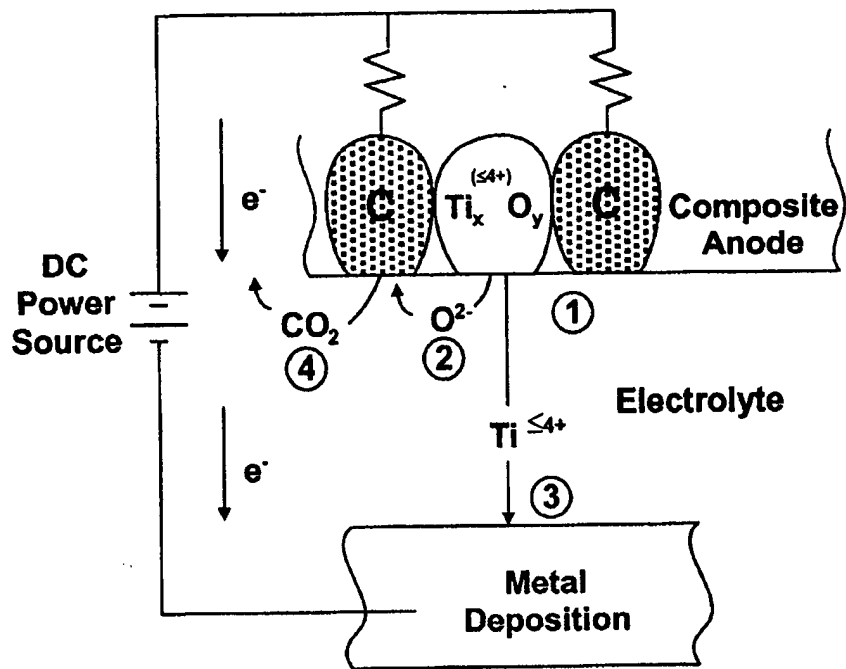 e⁻
DC
Power
Source
e⁻
C
(≤4+)
Tiₓ Oᵧ
C
Composite
Anode
CO₂
④
O²⁻
②
①
Electrolyte
Ti ≤4+
③
Metal
Deposition